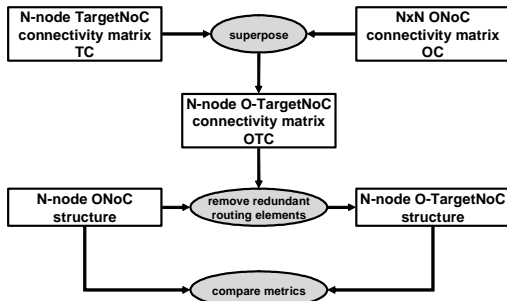 N-node TargetNoC
connectivity matrix
TC
superpose
NxN ONoC
connectivity matrix
OC
N-node O-TargetNoC
connectivity matrix
OTC
N-node ONoC
structure
remove redundant
routing elements
N-node O-TargetNoC
structure
compare metrics